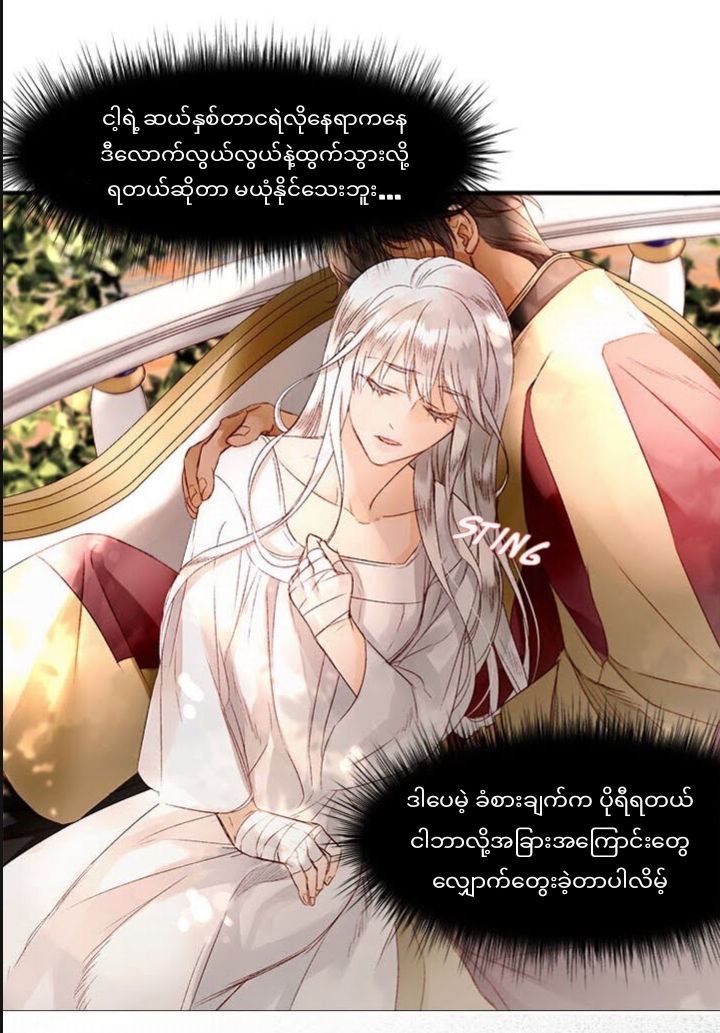 ငါ့ရဲ့ ဆယ်နှစ်တာငရဲလိုနေရာကနေ
ဒီလောက်လွယ်လွယ်နဲ့ထွက်သွားလို့
ရတယ်ဆိုတာ မယုံနိုင်သေးဘူး...
STING
ဒါပေမဲ့ ခံစားချက်က ပိုရီရတယ်
ငါဘာလို့အခြားအကြောင်းတွေ
လျှောက်တွေးခဲ့တာပါလိမ့်